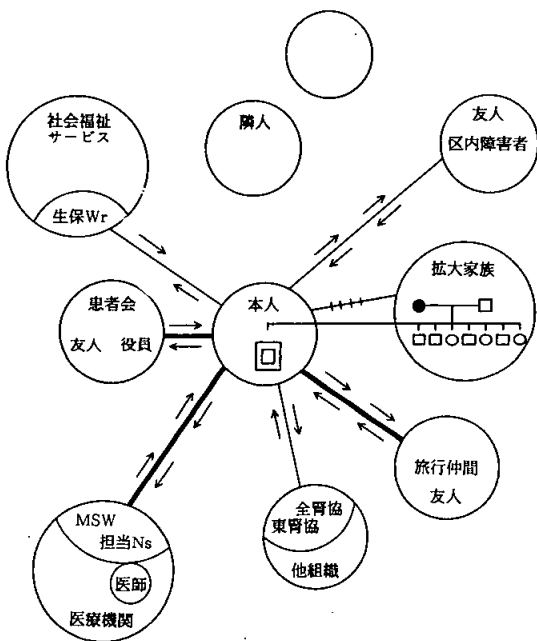 社会福祉
サービス
生保Wr
隣人
友人
区内障害者
患者会
友人 役員
本人
拡大家族
旅行仲間
友人
MSW
担当Ns
医師
医療機関
全腎協
東腎協
他組織